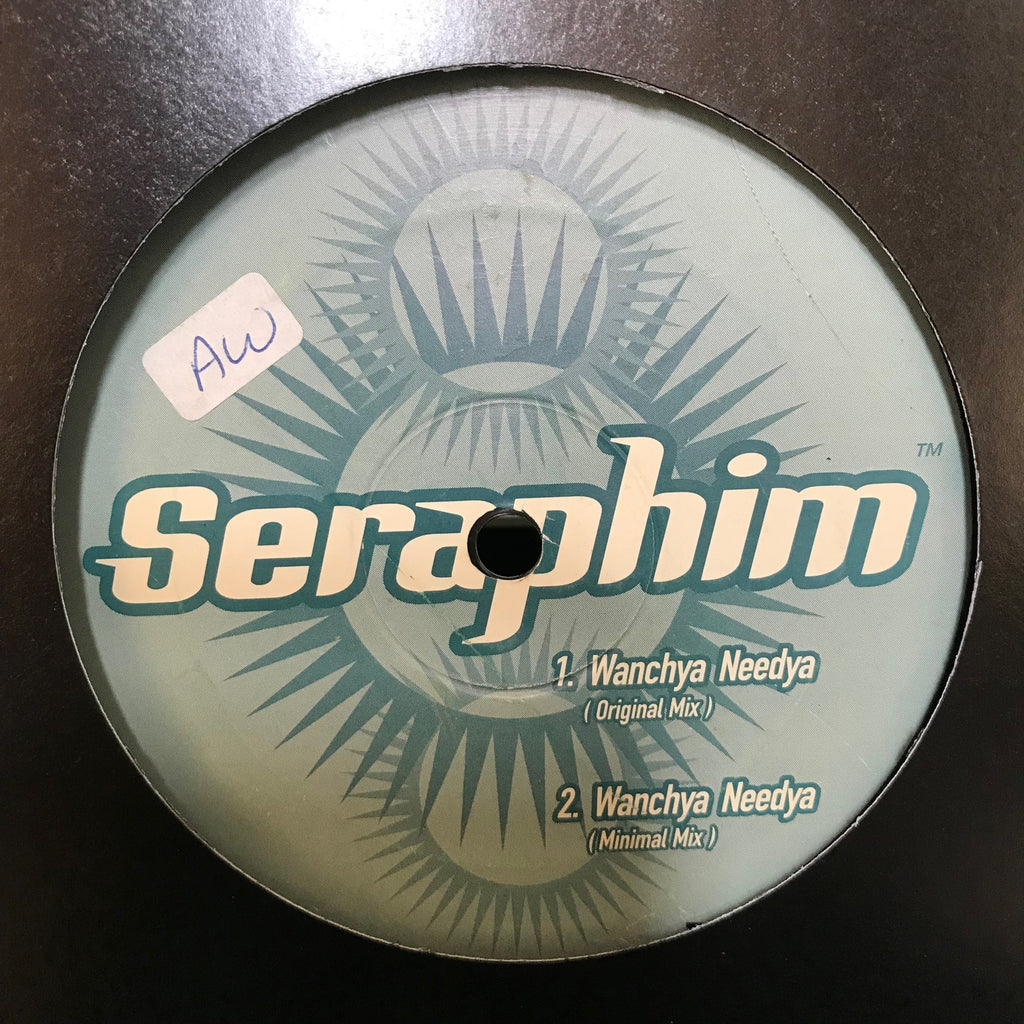 AW
Seraphim
TM
1. Wanchya Needya
( Original Mix )
2. Wanchya Needya
( Minimal Mix )